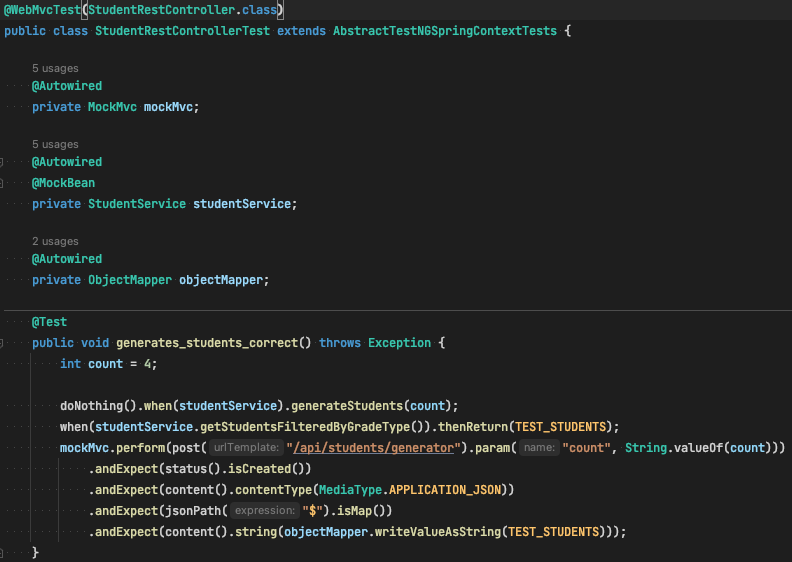 @WebMvcTest(StudentRestController.class)
public class StudentRestControllerTest extends AbstractTestNGSpringContextTests {
5 usages
@Autowired
private MockMvc mockMvc;
5 usages
@Autowired
@MockBean
private StudentService studentService;
2 usages
@Autowired
private ObjectMapper objectMapper;
@Test
public void generates_students_correct() throws Exception {
int count = 4;
doNothing().when(studentService).generateStudents(count);
when(studentService.getStudentsFilteredByGradeType()).thenReturn(TEST_STUDENTS);
mockMvc.perform(post( urlTemplate: "/api/students/generator").param( name: "count", String.valueOf(count)))
.andExpect(status().isCreated())
.andExpect(content().contentType(MediaType.APPLICATION_JSON))
.andExpect(jsonPath( expression: "$").isMap())
.andExpect(content().string(objectMapper.writeValueAsString(TEST_STUDENTS)));
}